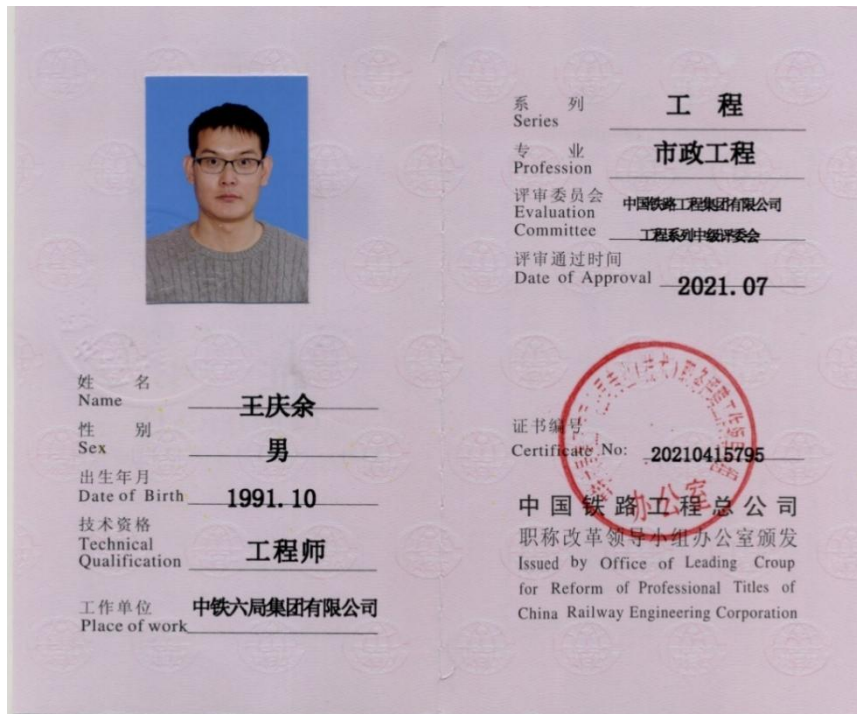 姓 名
Name 王庆余
性 别
Sex 男
出生年月
Date of Birth 1991.10
技术资格
Technical
Qualification 工程师
工作单位 中铁六局集团有限公司
Place of work
系 列 工 程
Series
专 业 市政工程
Profession
评审委员会
Evaluation 中国铁路工程集团有限公司
Committee 工程系列中级评委会
评审通过时间
Date of Approval 2021.07
证书编号
Certificate No: 20210415795
办公室
中国铁路工程总公司
职称改革领导小组办公室颁发
Issued by Office of Leading Croup
for Reform of Professional Titles of
China Railway Engineering Corporation